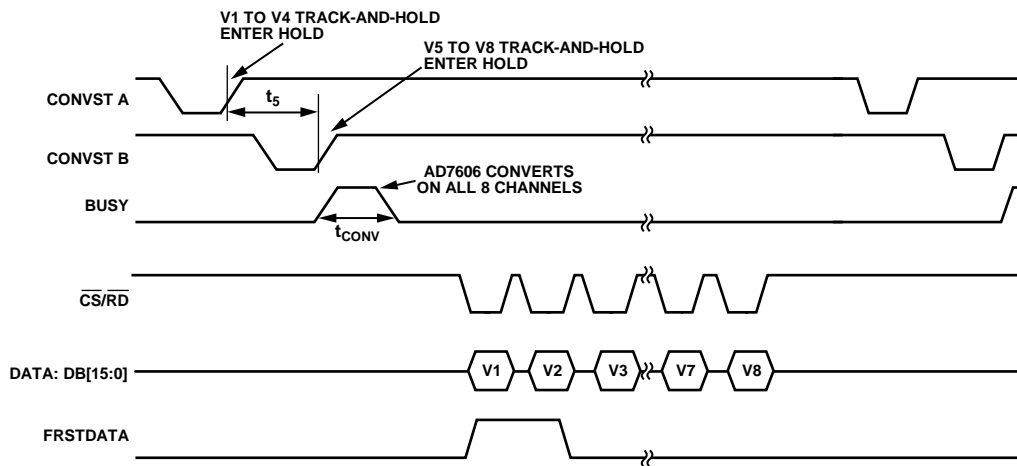 V1 TO V4 TRACK-AND-HOLD
ENTER HOLD
V5 TO V8 TRACK-AND-HOLD
ENTER HOLD
CONVST A
t5
CONVST B
AD7606 CONVERTS
ON ALL 8 CHANNELS
BUSY
tCONV
CS/RD
DATA: DB[15:0]
V1
V2
V3
V7
V8
FRSTDATA